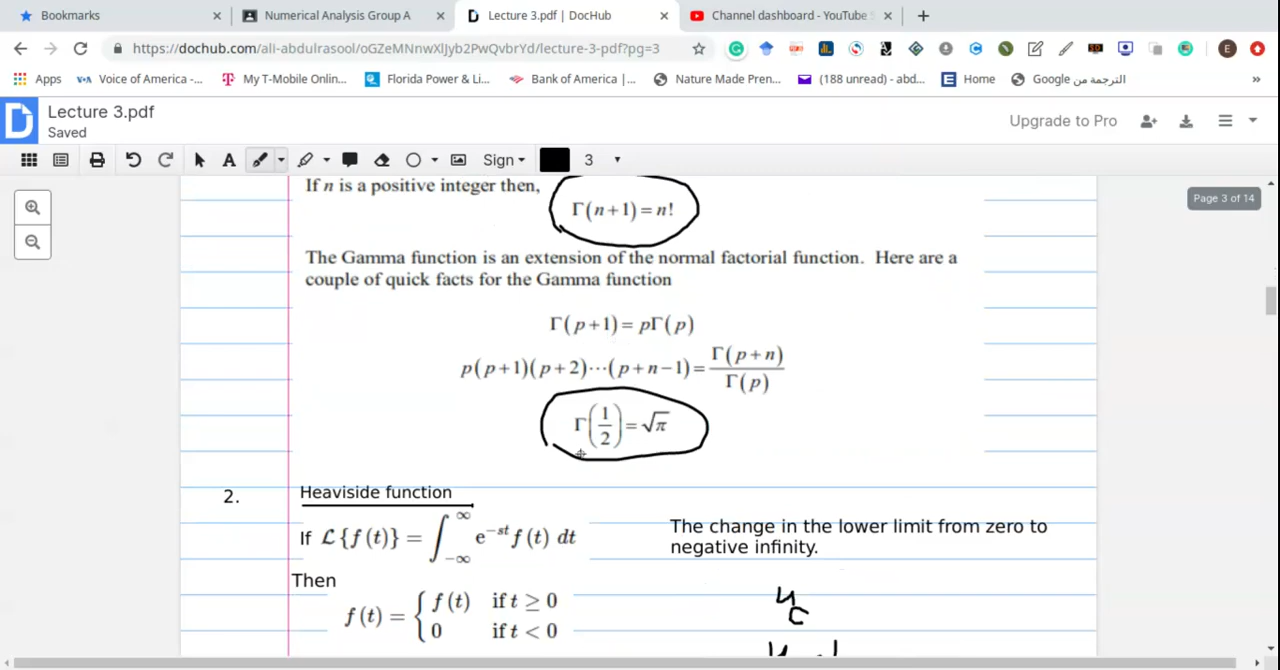 Bookmarks
Numerical Analysis Group A
Lecture 3.pdf | DocHub
Channel dashboard - YouTube S
https://dochub.com/ali-abdulrasool/oGZeMNnwXlJyb2PwQVbrYd/lecture-3-pdf?pg=3
E
Apps
Voice of America -...
My T-Mobile Onlin...
Florida Power & Li...
Bank of America |...
Nature Made Pren...
(188 unread) - abd...
Home
الترجمة من Google
»
Lecture 3.pdf
Saved
Upgrade to Pro
Sign
3
Page 3 of 14
If n is a positive integer then,
Γ(n+1) = n!
The Gamma function is an extension of the normal factorial function. Here are a
couple of quick facts for the Gamma function
Γ(p+1) = pΓ(p)
p(p+1)(p+2)⋯(p+n−1) = Γ(p+n) / Γ(p)
Γ(1/2) = √π
2.
Heaviside function
If ℒ{f(t)} = ∫_{-∞}^{∞} e^{-st} f(t) dt
The change in the lower limit from zero to
negative infinity.
Then
u_c
f(t) = { f(t) if t ≥ 0
0 if t < 0